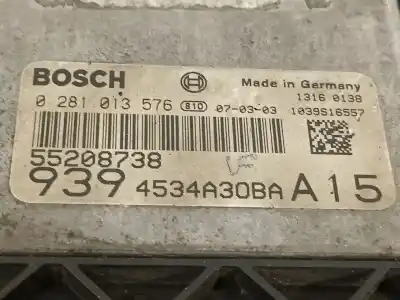 BOSCH Made in Germany
1316 0138
0 281 013 576 810 07-03-03 1039S16557
55208738
939 4534A30BA A15